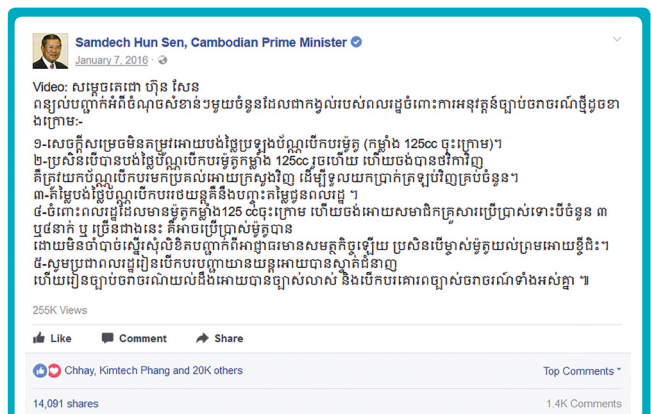 Samdech Hun Sen, Cambodian Prime Minister
January 7, 2016 ·
Video: សម្តេចតេជោ ហ៊ុន សែន
ពន្យល់បញ្ជាក់អំពីចំណុចសំខាន់ៗមួយចំនួនដែលជាកង្វល់របស់ពលរដ្ឋចំពោះការអនុវត្តន៍ច្បាប់ចរាចរណ៍ថ្មីដូចខា
ងក្រោមៈ-
១-សេចក្តីសម្រេចមិនតម្រូវអោយបង់ថ្លៃប្រឡងប័ណ្ណបើកបរម៉ូតូ (កម្លាំង 125cc ចុះក្រោម)។
២-ប្រសិនបើបានបង់ថ្លៃប័ណ្ណបើកបរម៉ូតូកម្លាំង 125cc រួចហើយ ហើយចង់បានថវិកាវិញ
គឺត្រូវយកប័ណ្ណបើកបរមកប្រគល់អោយក្រសួងវិញ ដើម្បីទទួលយកប្រាក់ត្រឡប់វិញគ្រប់ចំនួន។
៣-តំម្លៃបង់ថ្លៃប័ណ្ណបើកបររថយន្តគឺនឹងបញ្ចុះតម្លៃជូនពលរដ្ឋ ។
៤-ចំពោះពលរដ្ឋដែលមានម៉ូតូកម្លាំង125 ccចុះក្រោម ហើយចង់អោយសមាជិកគ្រួសារប្រើប្រាស់ទោះបីចំនួន ៣
ឬ៤នាក់ ឬ ច្រើនជាងនេះ គឺអាចប្រើប្រាស់ម៉ូតូបាន
ដោយមិនចាំបាច់ស្នើរសុំលិខិតបញ្ជាក់ពីអាជ្ញាធរមានសមត្ថកិច្ចឡើយ ប្រសិនបើម្ចាស់ម៉ូតូយល់ព្រមអោយខ្ចីជិះ។
៥-សូមប្រជាពលរដ្ឋរៀនបើកបរបញ្ជាយានយន្តអោយបានស្ទាត់ជំនាញ
ហើយរៀនច្បាប់ចរាចរណ៍យល់ដឹងអោយបានច្បាស់លាស់ និងបើកបរគោរពច្បាស់ចរាចរណ៍ទាំងអស់គ្នា ៕
255K Views
Like Comment Share
Chhay, Kimtech Phang and 20K others Top Comments
14,091 shares 1.4K Comments